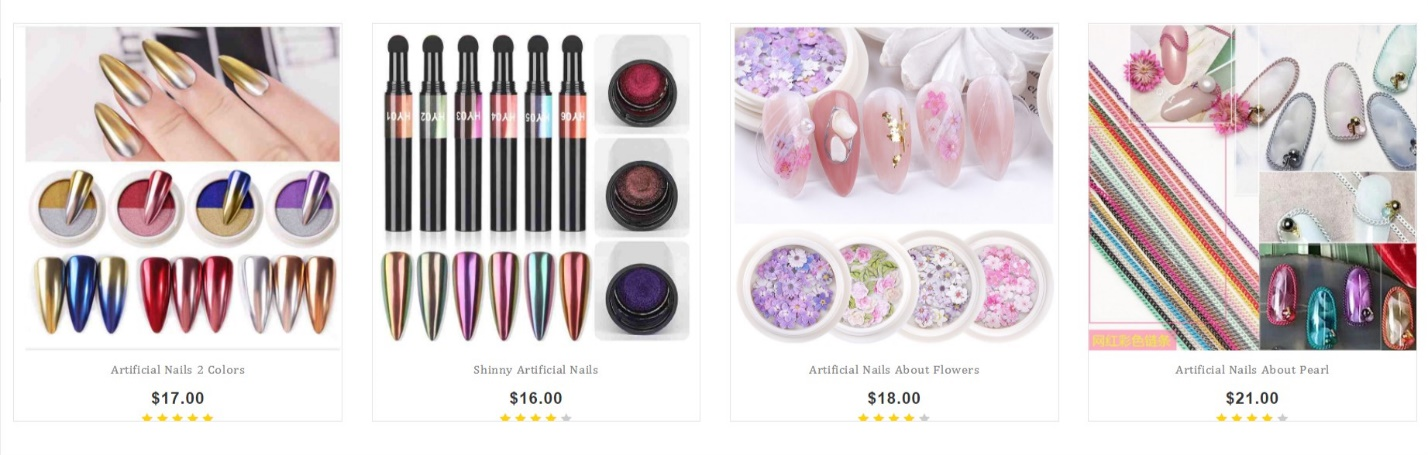 HY01
HY02
HY03
HY04
HY05
HY06
网红彩色链条
Artificial Nails 2 Colors
$17.00
Shinny Artificial Nails
$16.00
Artificial Nails About Flowers
$18.00
Artificial Nails About Pearl
$21.00